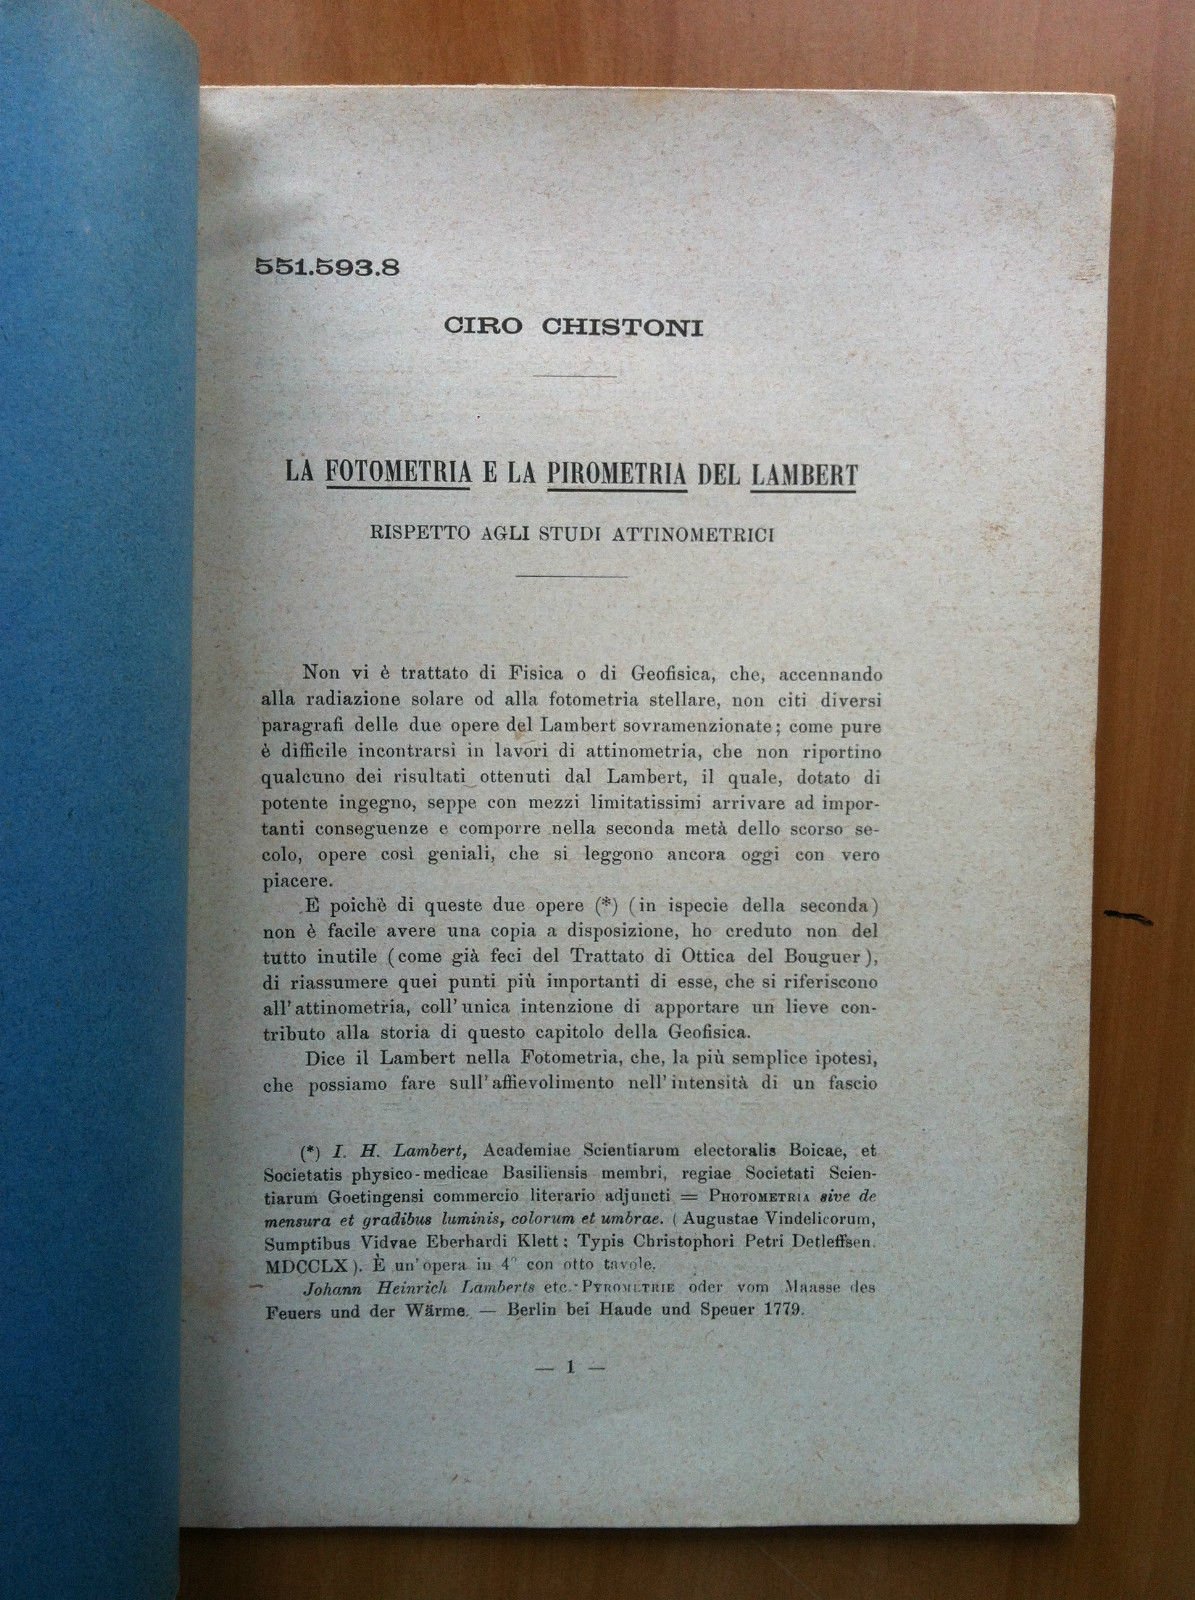 551.593.8
CIRO CHISTONI
LA FOTOMETRIA E LA PIROMETRIA DEL LAMBERT
RISPETTO AGLI STUDI ATTINOMETRICI
Non vi è trattato di Fisica o di Geofisica, che, accennando
alla radiazione solare od alla fotometria stellare, non citi diversi
paragrafi delle due opere del Lambert sovramenzionate; come pure
è difficile incontrarsi in lavori di attinometria, che non riportino
qualcuno dei risultati ottenuti dal Lambert, il quale, dotato di
potente ingegno, seppe con mezzi limitatissimi arrivare ad impor-
tanti conseguenze e comporre nella seconda metà dello scorso se-
colo, opere così geniali, che si leggono ancora oggi con vero
piacere.
E poichè di queste due opere (*) (in ispecie della seconda)
non è facile avere una copia a disposizione, ho creduto non del
tutto inutile (come già feci del Trattato di Ottica del Bouguer),
di riassumere quei punti più importanti di esse, che si riferiscono
all'attinometria, coll'unica intenzione di apportare un lieve con-
tributo alla storia di questo capitolo della Geofisica.
Dice il Lambert nella Fotometria, che, la più semplice ipotesi,
che possiamo fare sull'affievolimento nell'intensità di un fascio
(*) I. H. Lambert, Academiae Scientiarum electoralis Boicae, et
Societatis physico-medicae Basiliensis membri, regiae Societati Scien-
tiarum Goetingensi commercio literario adjuncti = PHOTOMETRIA sive de
mensura et gradibus luminis, colorum et umbrae. (Augustae Vindelicorum,
Sumptibus Vidvae Eberhardi Klett; Typis Christophori Petri Detleffsen.
MDCCLX). È un'opera in 4° con otto tavole.
Johann Heinrich Lamberts etc. PYROMETRIE oder vom Maasse des
Feuers und der Wärme. — Berlin bei Haude und Speuer 1779.
— 1 —